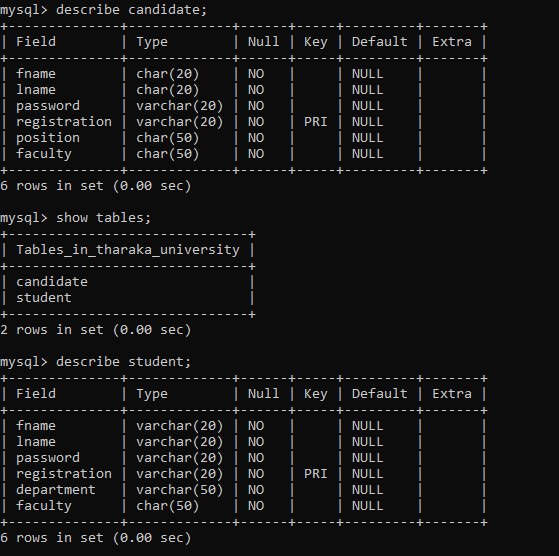 mysql> describe candidate;
+--------------+-------------+------+-----+---------+-------+
| Field        | Type        | Null | Key | Default | Extra |
+--------------+-------------+------+-----+---------+-------+
| fname        | char(20)    | NO   |     | NULL    |       |
| lname        | char(20)    | NO   |     | NULL    |       |
| password     | varchar(20) | NO   |     | NULL    |       |
| registration | varchar(20) | NO   | PRI | NULL    |       |
| position     | char(50)    | NO   |     | NULL    |       |
| faculty      | char(50)    | NO   |     | NULL    |       |
+--------------+-------------+------+-----+---------+-------+
6 rows in set (0.00 sec)

mysql> show tables;
+------------------------------+
| Tables_in_tharaka_university |
+------------------------------+
| candidate                    |
| student                      |
+------------------------------+
2 rows in set (0.00 sec)

mysql> describe student;
+--------------+-------------+------+-----+---------+-------+
| Field        | Type        | Null | Key | Default | Extra |
+--------------+-------------+------+-----+---------+-------+
| fname        | varchar(20) | NO   |     | NULL    |       |
| lname        | varchar(20) | NO   |     | NULL    |       |
| password     | varchar(20) | NO   |     | NULL    |       |
| registration | varchar(20) | NO   | PRI | NULL    |       |
| department   | varchar(50) | NO   |     | NULL    |       |
| faculty      | char(50)    | NO   |     | NULL    |       |
+--------------+-------------+------+-----+---------+-------+
6 rows in set (0.00 sec)